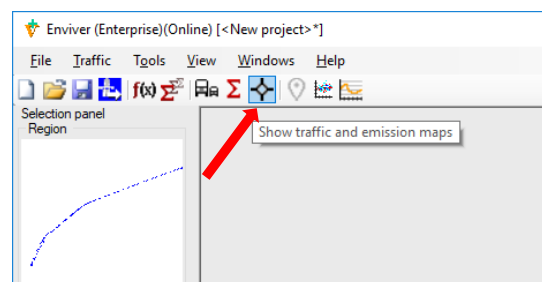 Enviver (Enterprise)(Online) [<New project>*]
File Traffic Tools View Windows Help
f(x) Σ Σ
Selection panel
Region
Show traffic and emission maps